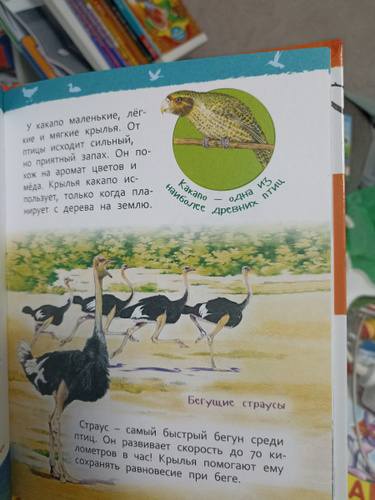 У какапо маленькие, лёг-
кие и мягкие крылья. От
птицы исходит сильный,
но приятный запах. Он по-
хож на аромат цветов и
мёда. Крылья какапо ис-
пользует, только когда пла-
нирует с дерева на землю.
Какапо – одна из
наиболее древних птиц
Бегущие страусы
Страус – самый быстрый бегун среди
птиц. Он развивает скорость до 70 ки-
лометров в час! Крылья помогают ему
сохранять равновесие при беге.